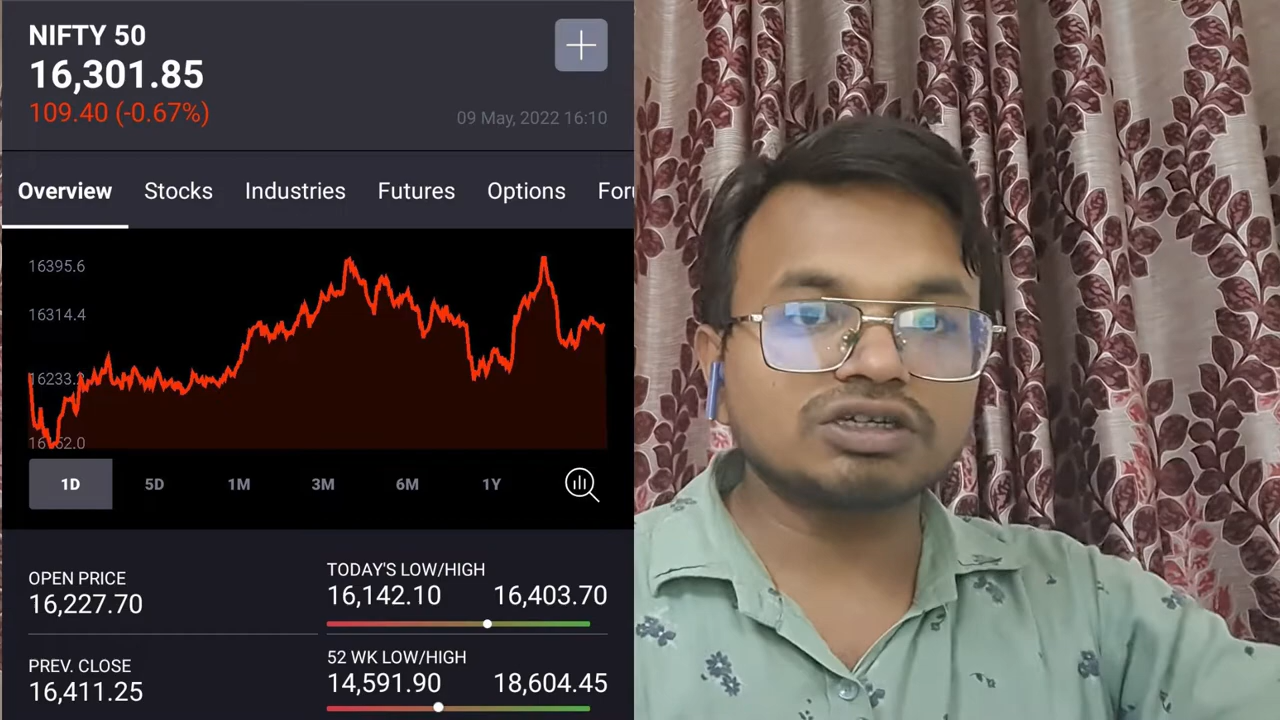 NIFTY 50
16,301.85
109.40 (-0.67%)
09 May, 2022 16:10
Overview Stocks Industries Futures Options
16395.6
16314.4
16233.
1D 5D 1M 3M 6M 1Y
OPEN PRICE
16,227.70
TODAY'S LOW/HIGH
16,142.10 16,403.70
PREV. CLOSE
16,411.25
52 WK LOW/HIGH
14,591.90 18,604.45